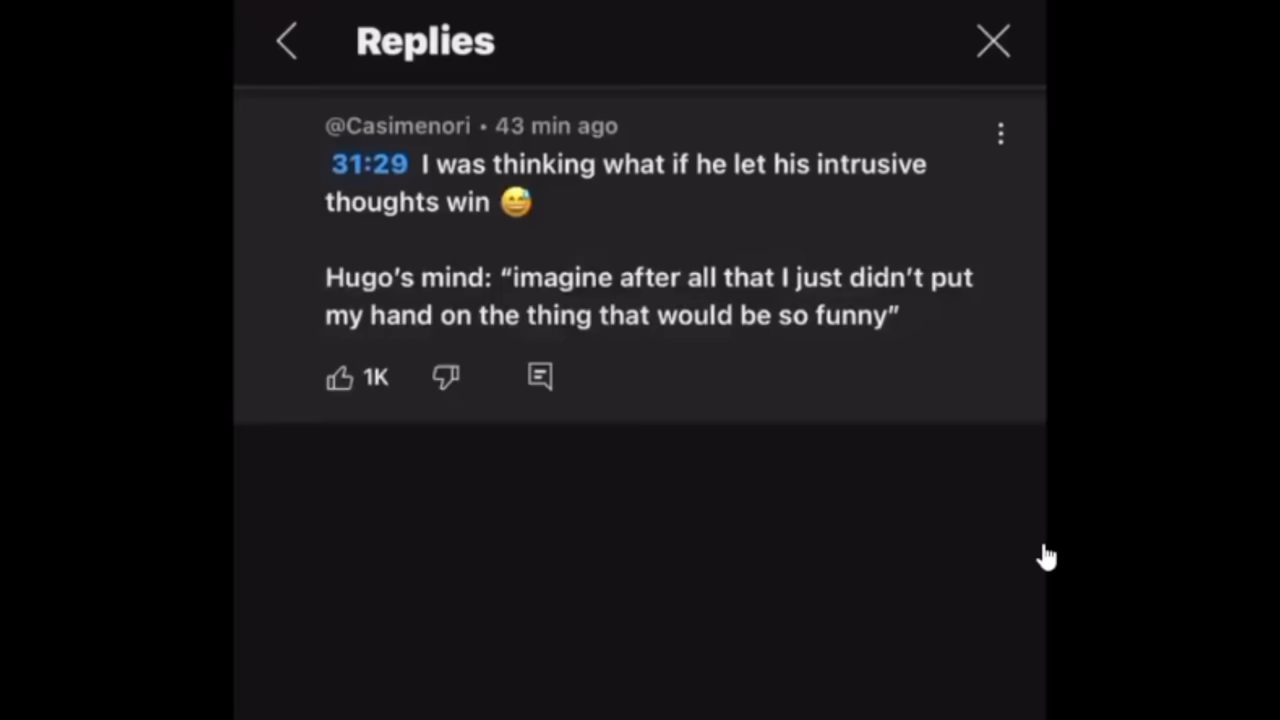 Replies
@Casimenori • 43 min ago
31:29 I was thinking what if he let his intrusive
thoughts win 😅
Hugo’s mind: “imagine after all that I just didn’t put
my hand on the thing that would be so funny”
1K